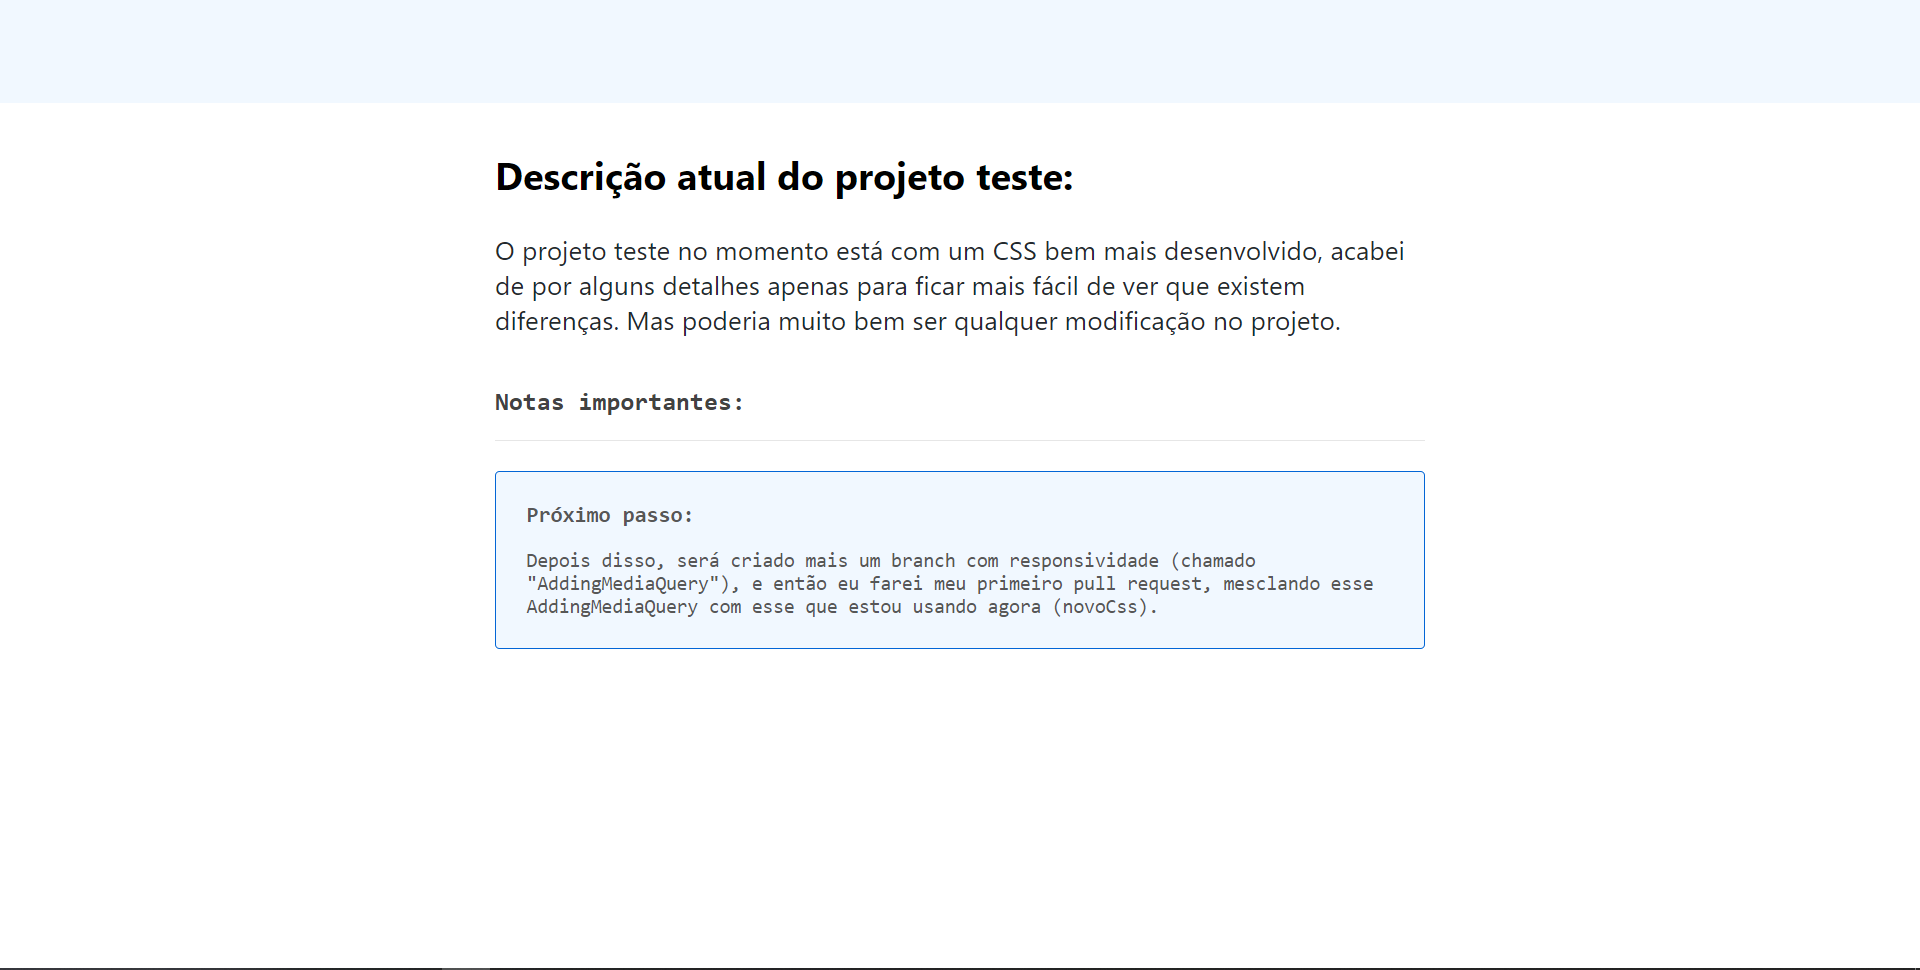 Descrição atual do projeto teste:
O projeto teste no momento está com um CSS bem mais desenvolvido, acabei
de por alguns detalhes apenas para ficar mais fácil de ver que existem
diferenças. Mas poderia muito bem ser qualquer modificação no projeto.
Notas importantes:
Próximo passo:
Depois disso, será criado mais um branch com responsividade (chamado
"AddingMediaQuery"), e então eu farei meu primeiro pull request, mesclando esse
AddingMediaQuery com esse que estou usando agora (novoCss).